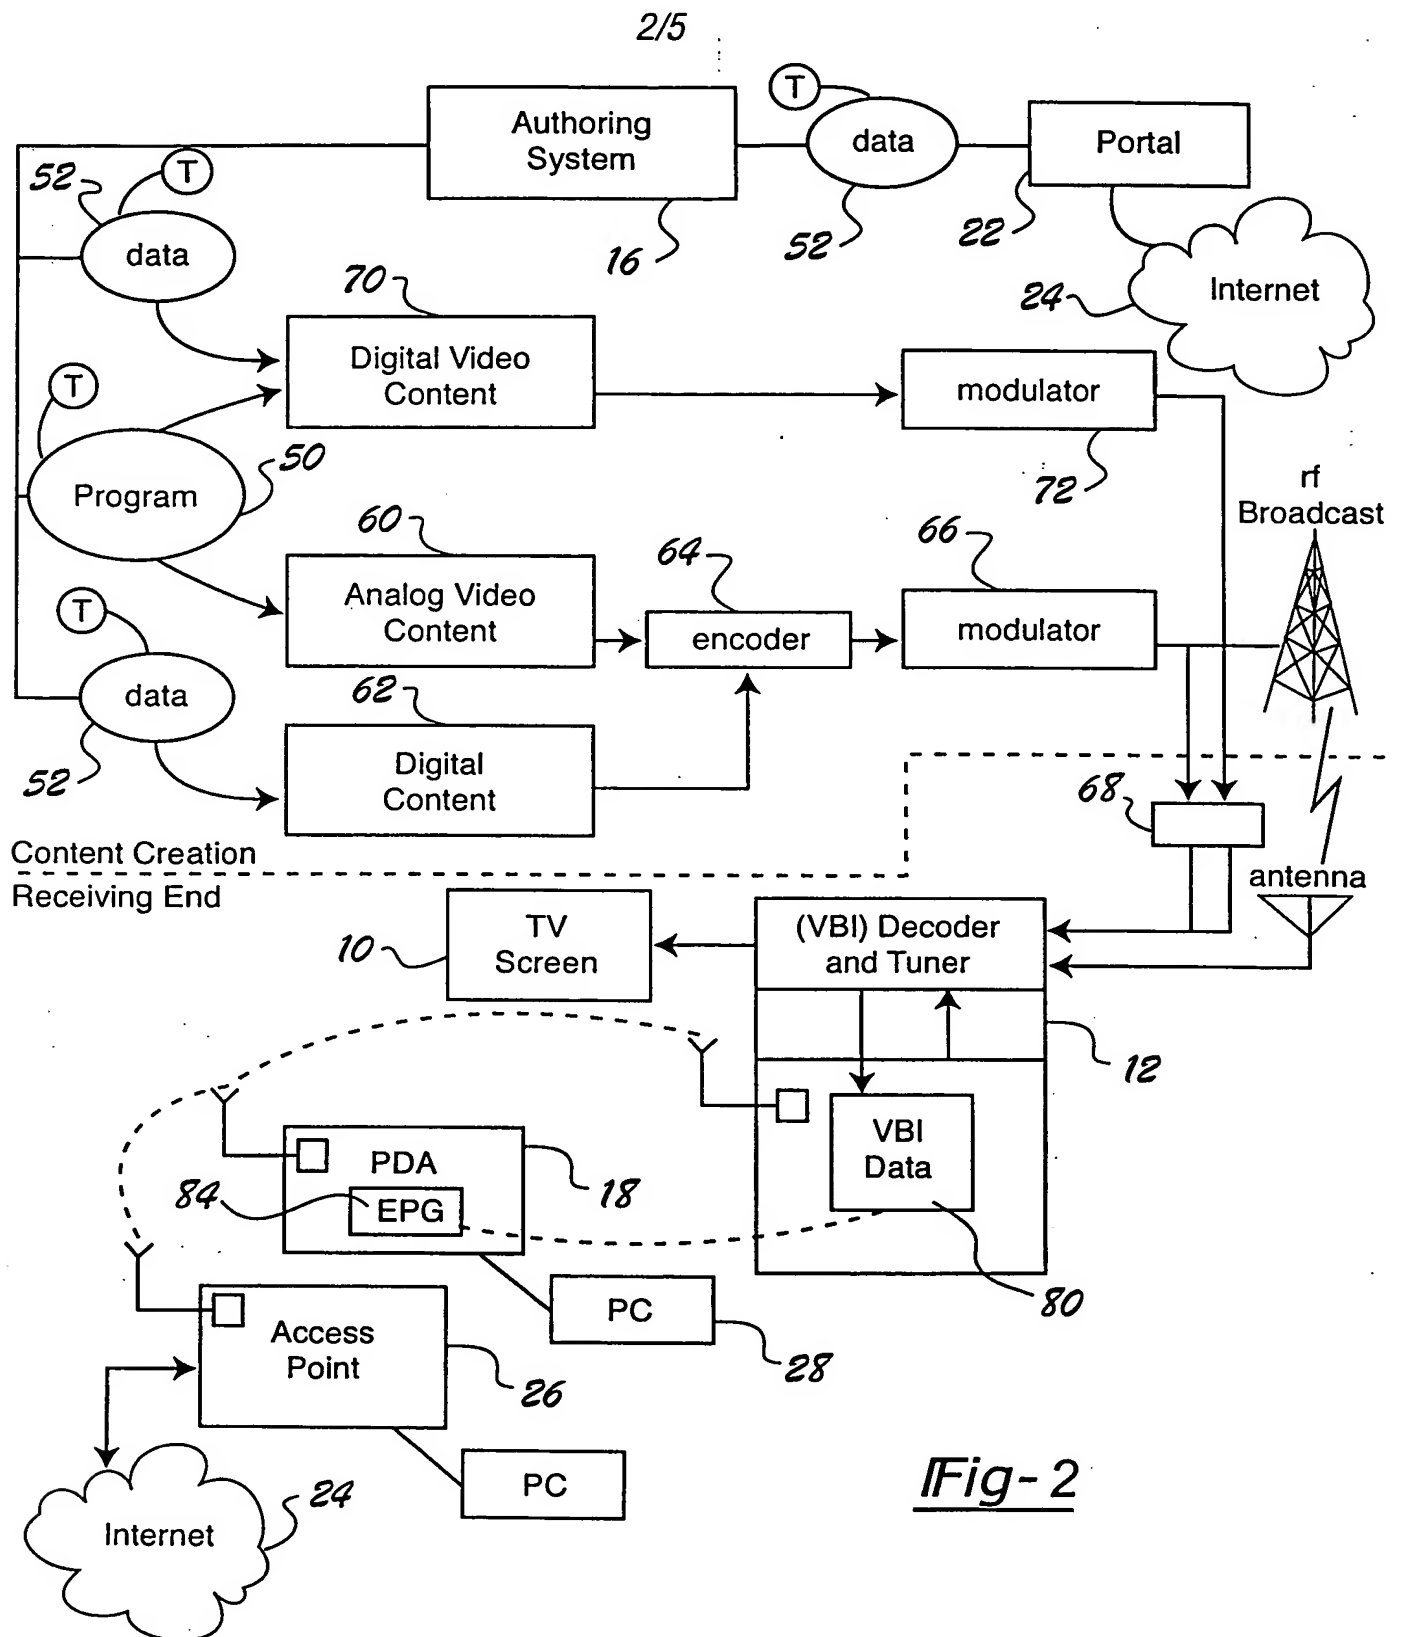 2/5
T
Authoring
System
data
Portal
T
52
16
52
22
data
70
24
Internet
Digital Video
Content
modulator
T
50
Program
72
rf
Broadcast
60
64
66
Analog Video
Content
encoder
modulator
T
data
62
52
Digital
Content
68
Content Creation
Receiving End
antenna
TV
Screen
10
(VBI) Decoder
and Tuner
12
VBI
Data
PDA
18
84
EPG
80
PC
28
Access
Point
26
PC
Internet
24
Fig-2